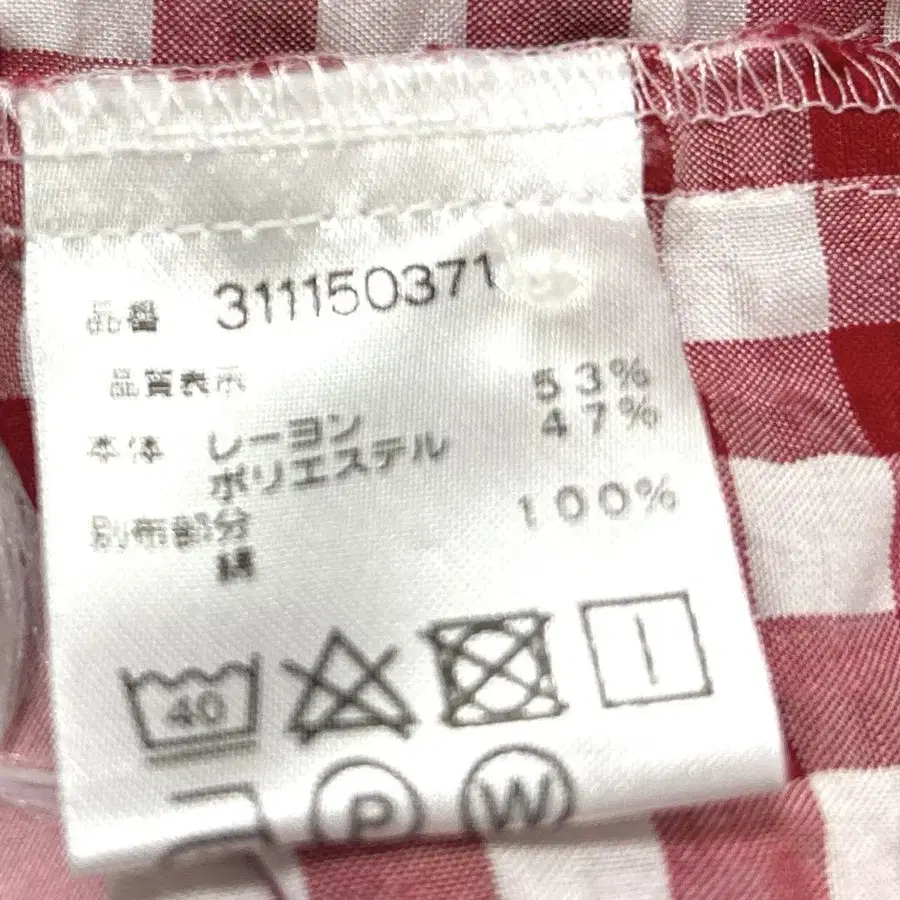 品番 311150371
品質表示
本体 レーヨン 53%
ポリエステル 47%
別布部分
綿 100%
40
P W